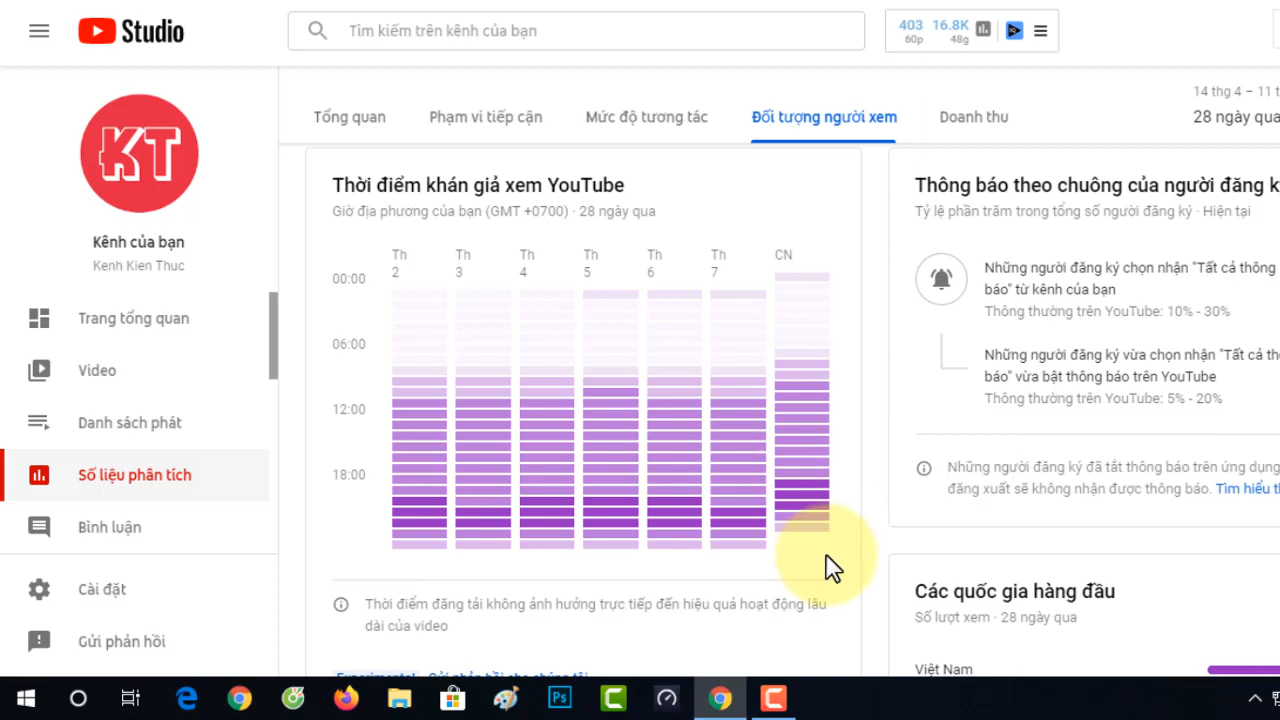 Studio
Tìm kiếm trên kênh của bạn
403 16.8K
60p 48g
KT
Kênh của bạn
Kenh Kien Thuc
Trang tổng quan
Video
Danh sách phát
Số liệu phân tích
Bình luận
Cài đặt
Gửi phản hồi
Tổng quan Phạm vi tiếp cận Mức độ tương tác Đối tượng người xem Doanh thu
14 thg 4 – 11 t
28 ngày qua
Thời điểm khán giả xem YouTube
Giờ địa phương của bạn (GMT +0700) · 28 ngày qua
Th 2 Th 3 Th 4 Th 5 Th 6 Th 7 CN
00:00
06:00
12:00
18:00
Thời điểm đăng tải không ảnh hưởng trực tiếp đến hiệu quả hoạt động lâu
dài của video
Experimental Gửi phản hồi cho chúng tôi
Thông báo theo chuông của người đăng k
Tỷ lệ phần trăm trong tổng số người đăng ký · Hiện tại
Những người đăng ký chọn nhận "Tất cả thông
báo" từ kênh của bạn
Thông thường trên YouTube: 10% - 30%
Những người đăng ký vừa chọn nhận "Tất cả th
báo" vừa bật thông báo trên YouTube
Thông thường trên YouTube: 5% - 20%
Những người đăng ký đã tắt thông báo trên ứng dụng
đăng xuất sẽ không nhận được thông báo. Tìm hiểu th
Các quốc gia hàng đầu
Số lượt xem · 28 ngày qua
Việt Nam
Ps